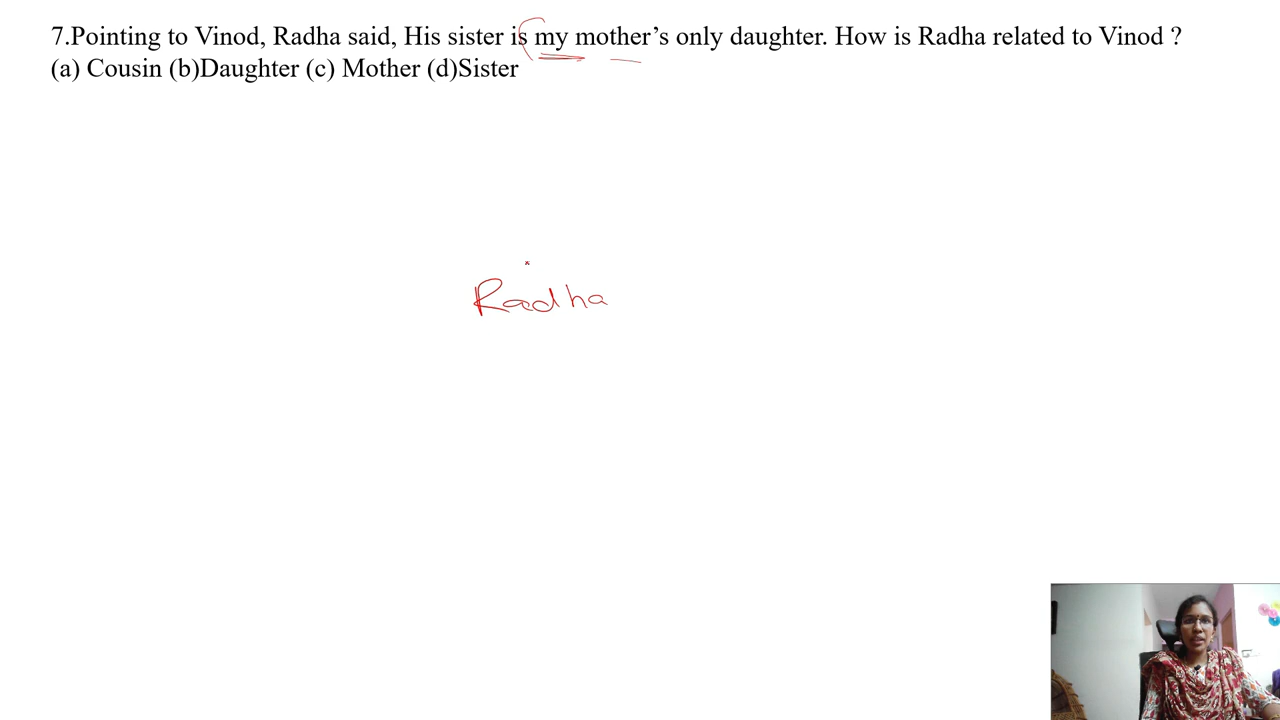 7.Pointing to Vinod, Radha said, His sister is my mother’s only daughter. How is Radha related to Vinod ?
(a) Cousin (b)Daughter (c) Mother (d)Sister
Radha